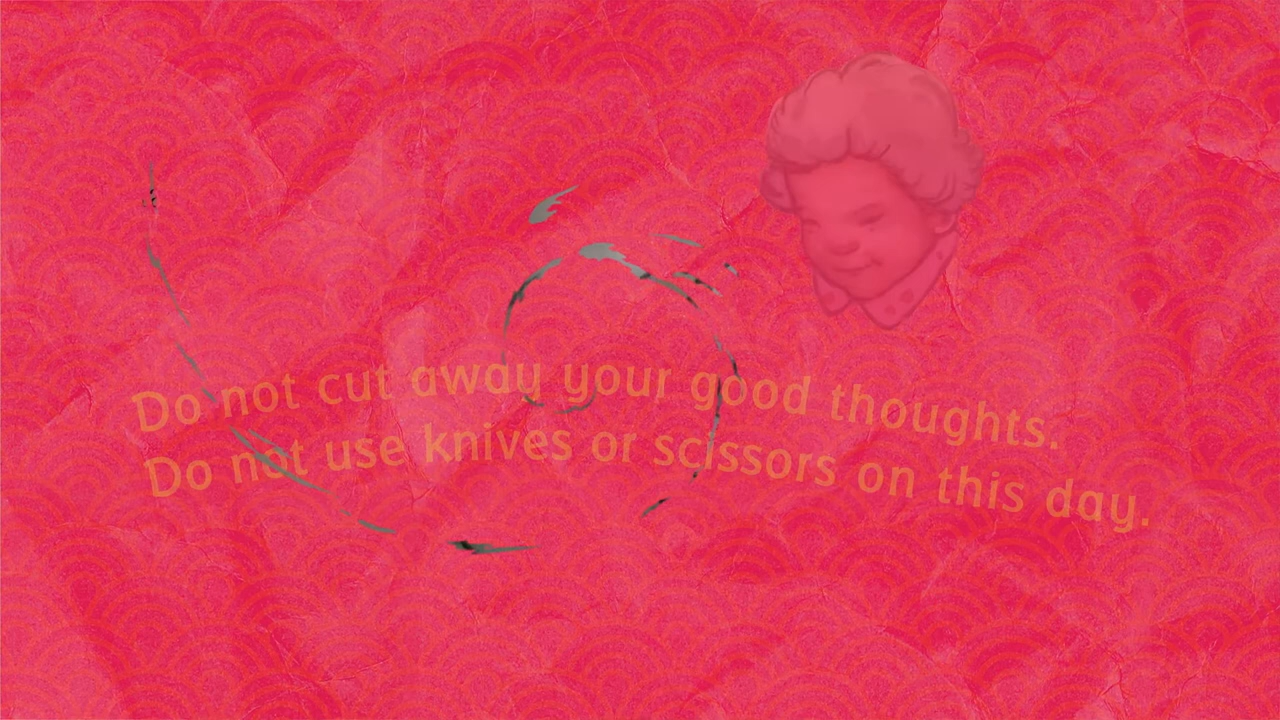 Do not cut away your good thoughts.
Do not use knives or scissors on this day.